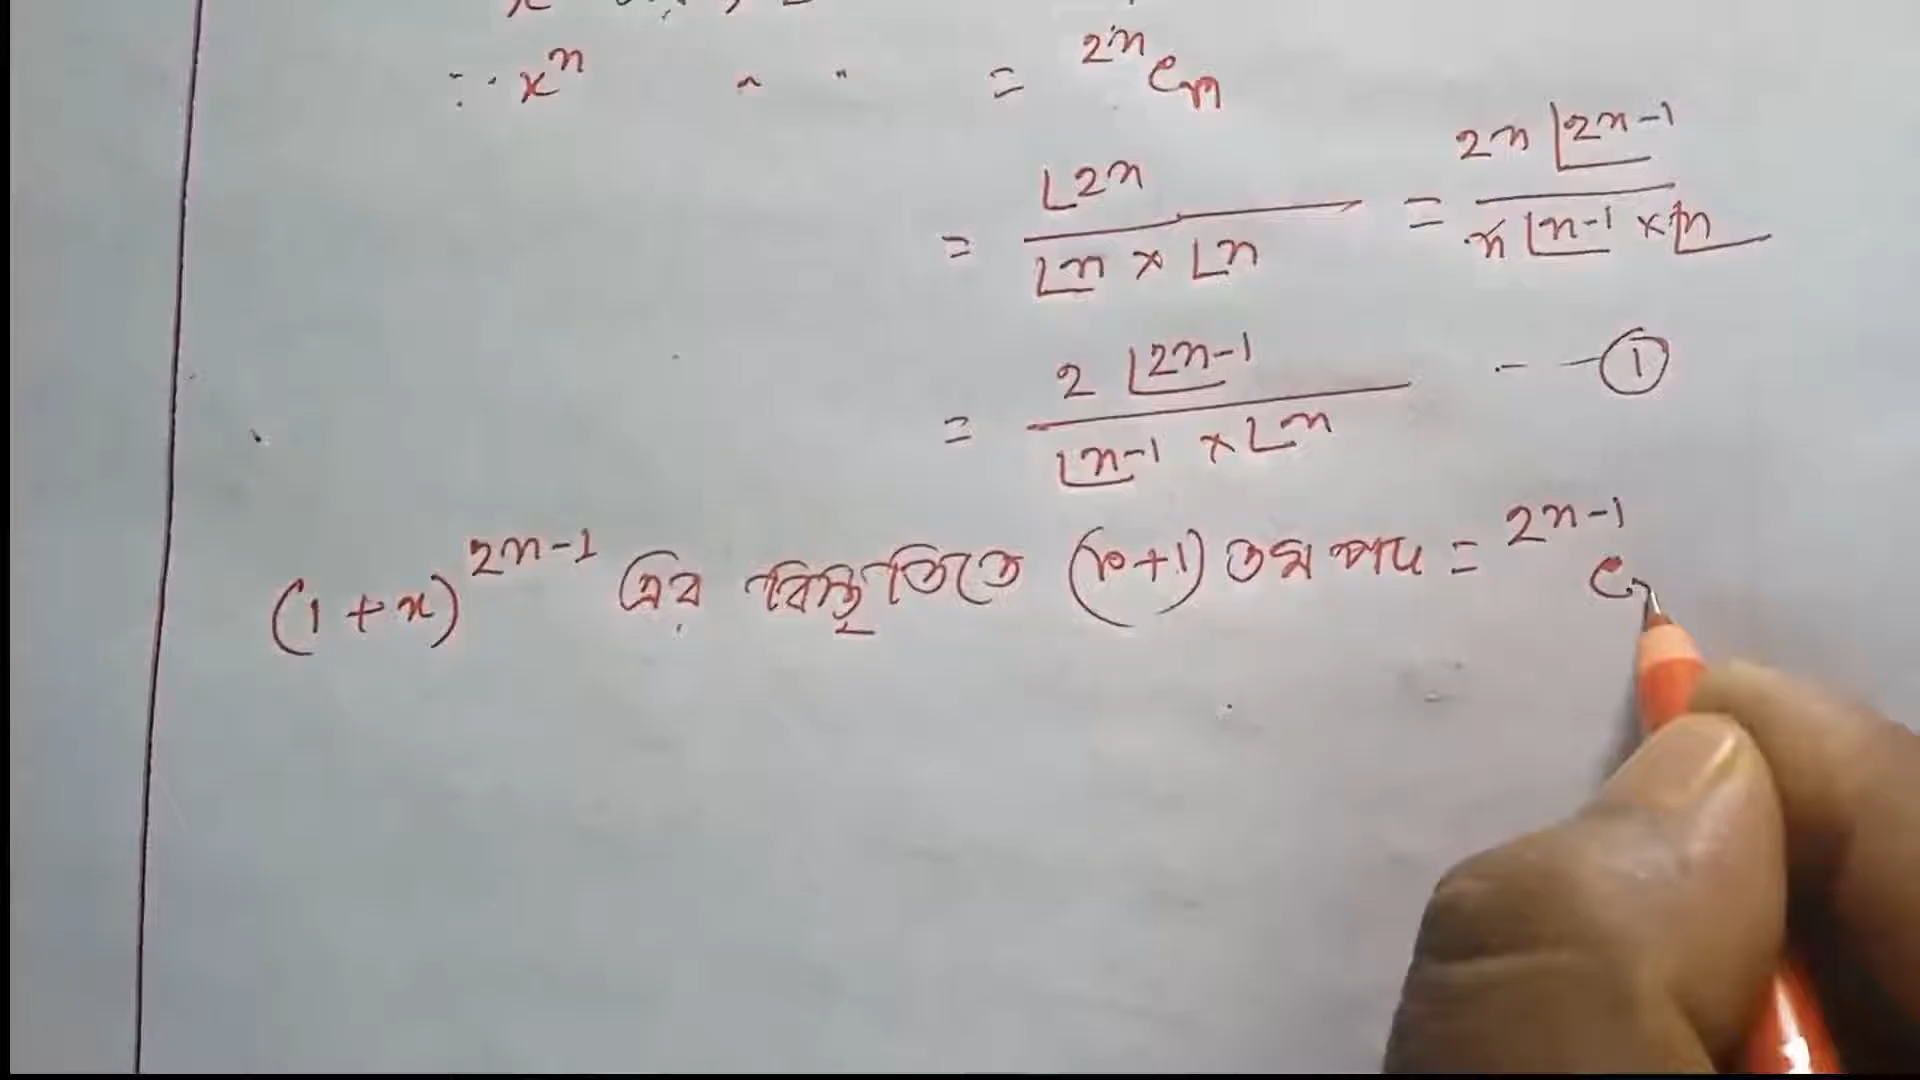 ∵ xⁿ " " = ²ⁿCₙ
= ⌊2n / ⌊n × ⌊n = 2n ⌊2n-1 / n ⌊n-1 × ⌊n
= 2 ⌊2n-1 / ⌊n-1 × ⌊n - - ①
(1+x)²ⁿ⁻¹ এর বিস্তৃতিতে (r+1) তম পদ = ²ⁿ⁻¹C